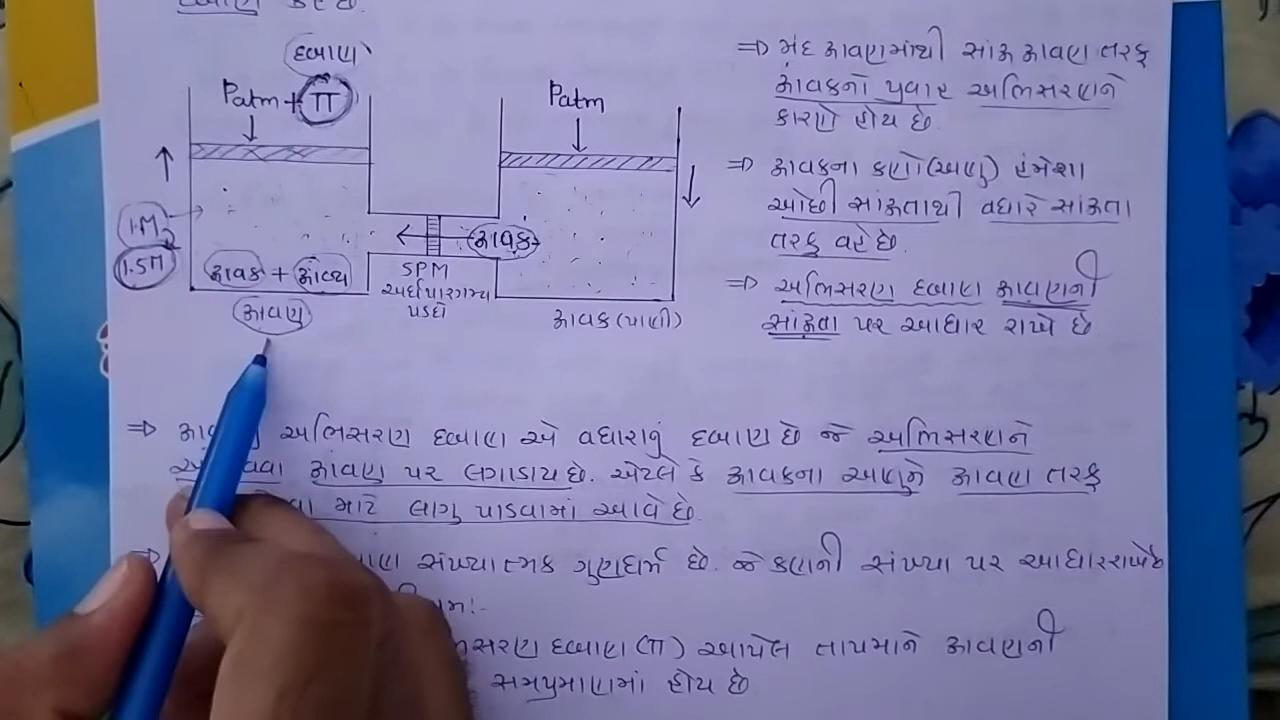 દબાણ
Patm + π
Patm
1M
1.5M
દ્રાવક + દ્રાવ્ય
દ્રાવક
SPM
અર્ધપારગમ્ય
પડદો
દ્રાવણ
દ્રાવક (પાણી)
⇒ મંદ દ્રાવણમાંથી સાંદ્ર દ્રાવણ તરફ
દ્રાવકનો પ્રવાહ અભિસરણને
કારણે હોય છે.
⇒ દ્રાવકના કણો (અણુ) હંમેશા
ઓછી સાંદ્રતાથી વધારે સાંદ્રતા
તરફ વહે છે.
⇒ અભિસરણ દબાણ દ્રાવણની
સાંદ્રતા પર આધાર રાખે છે
⇒ અભિસરણ દબાણ એ વધારાનું દબાણ છે જે અભિસરણને
દ્રાવણ પર લગાડાય છે. એટલે કે દ્રાવકના અણુને દ્રાવણ તરફ
માટે લાગુ પાડવામાં આવે છે.
⇒ સંખ્યાત્મક ગુણધર્મ છે. જે કણની સંખ્યા પર આધાર રાખે છે
દબાણ (π) આપેલ તાપમાને દ્રાવણની
સમપ્રમાણમાં હોય છે